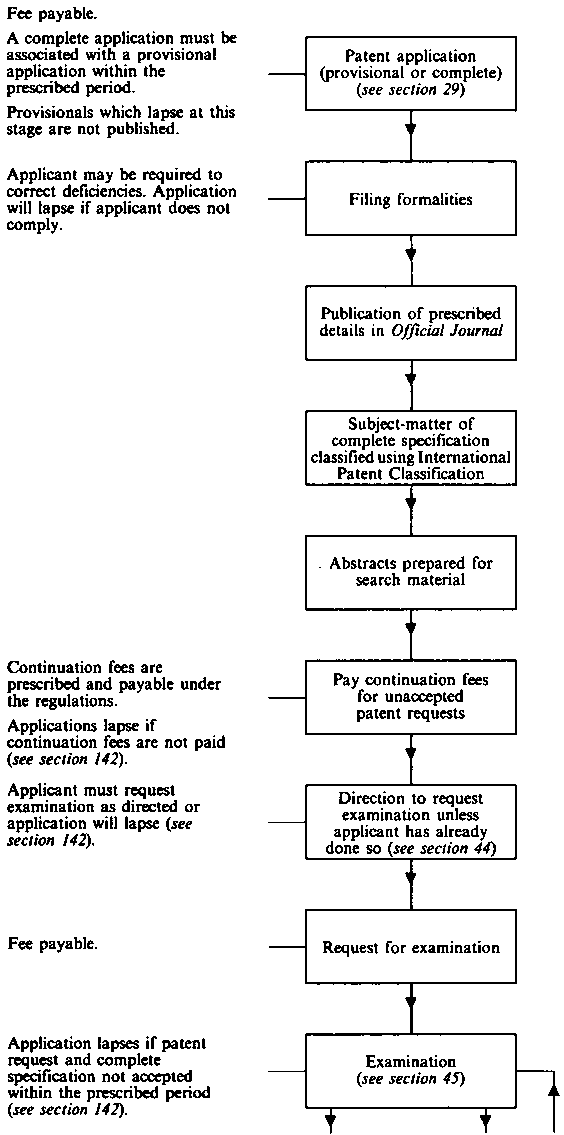 Fee payable.
A complete application must be
associated with a provisional
application within the
prescribed period.
Provisionals which lapse at this
stage are not published.
Patent application
(provisional or complete)
(see section 29)
Applicant may be required to
correct deficiencies. Application
will lapse if applicant does not
comply.
Filing formalities
Publication of prescribed
details in Official Journal
Subject-matter of
complete specification
classified using International
Patent Classification
Abstracts prepared for
search material
Continuation fees are
prescribed and payable under
the regulations.
Applications lapse if
continuation fees are not paid
(see section 142).
Pay continuation fees
for unaccepted
patent requests
Applicant must request
examination as directed or
application will lapse (see
section 142).
Direction to request
examination unless
applicant has already
done so (see section 44)
Fee payable.
Request for examination
Application lapses if patent
request and complete
specification not accepted
within the prescribed period
(see section 142).
Examination
(see section 45)